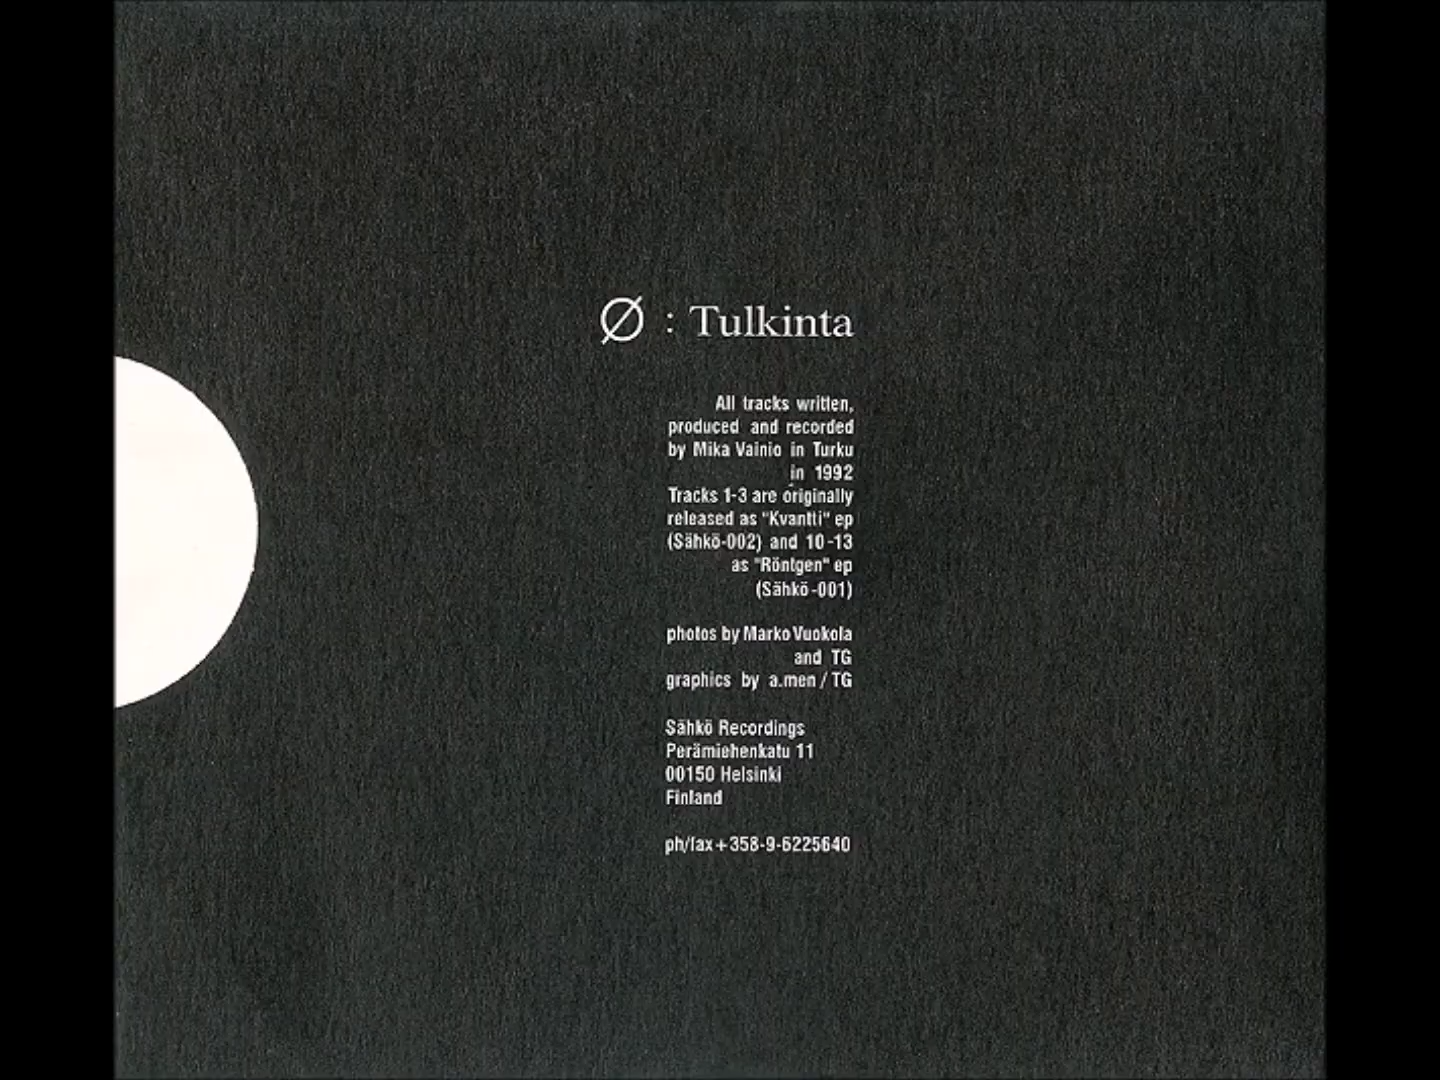 Ø : Tulkinta
All tracks written,
produced and recorded
by Mika Vainio in Turku
in 1992
Tracks 1-3 are originally
released as "Kvantti" ep
(Sähkö-002) and 10-13
as "Röntgen" ep
(Sähkö-001)
photos by Marko Vuokola
and TG
graphics by a.men / TG
Sähkö Recordings
Perämiehenkatu 11
00150 Helsinki
Finland
ph/fax+358-9-6225640